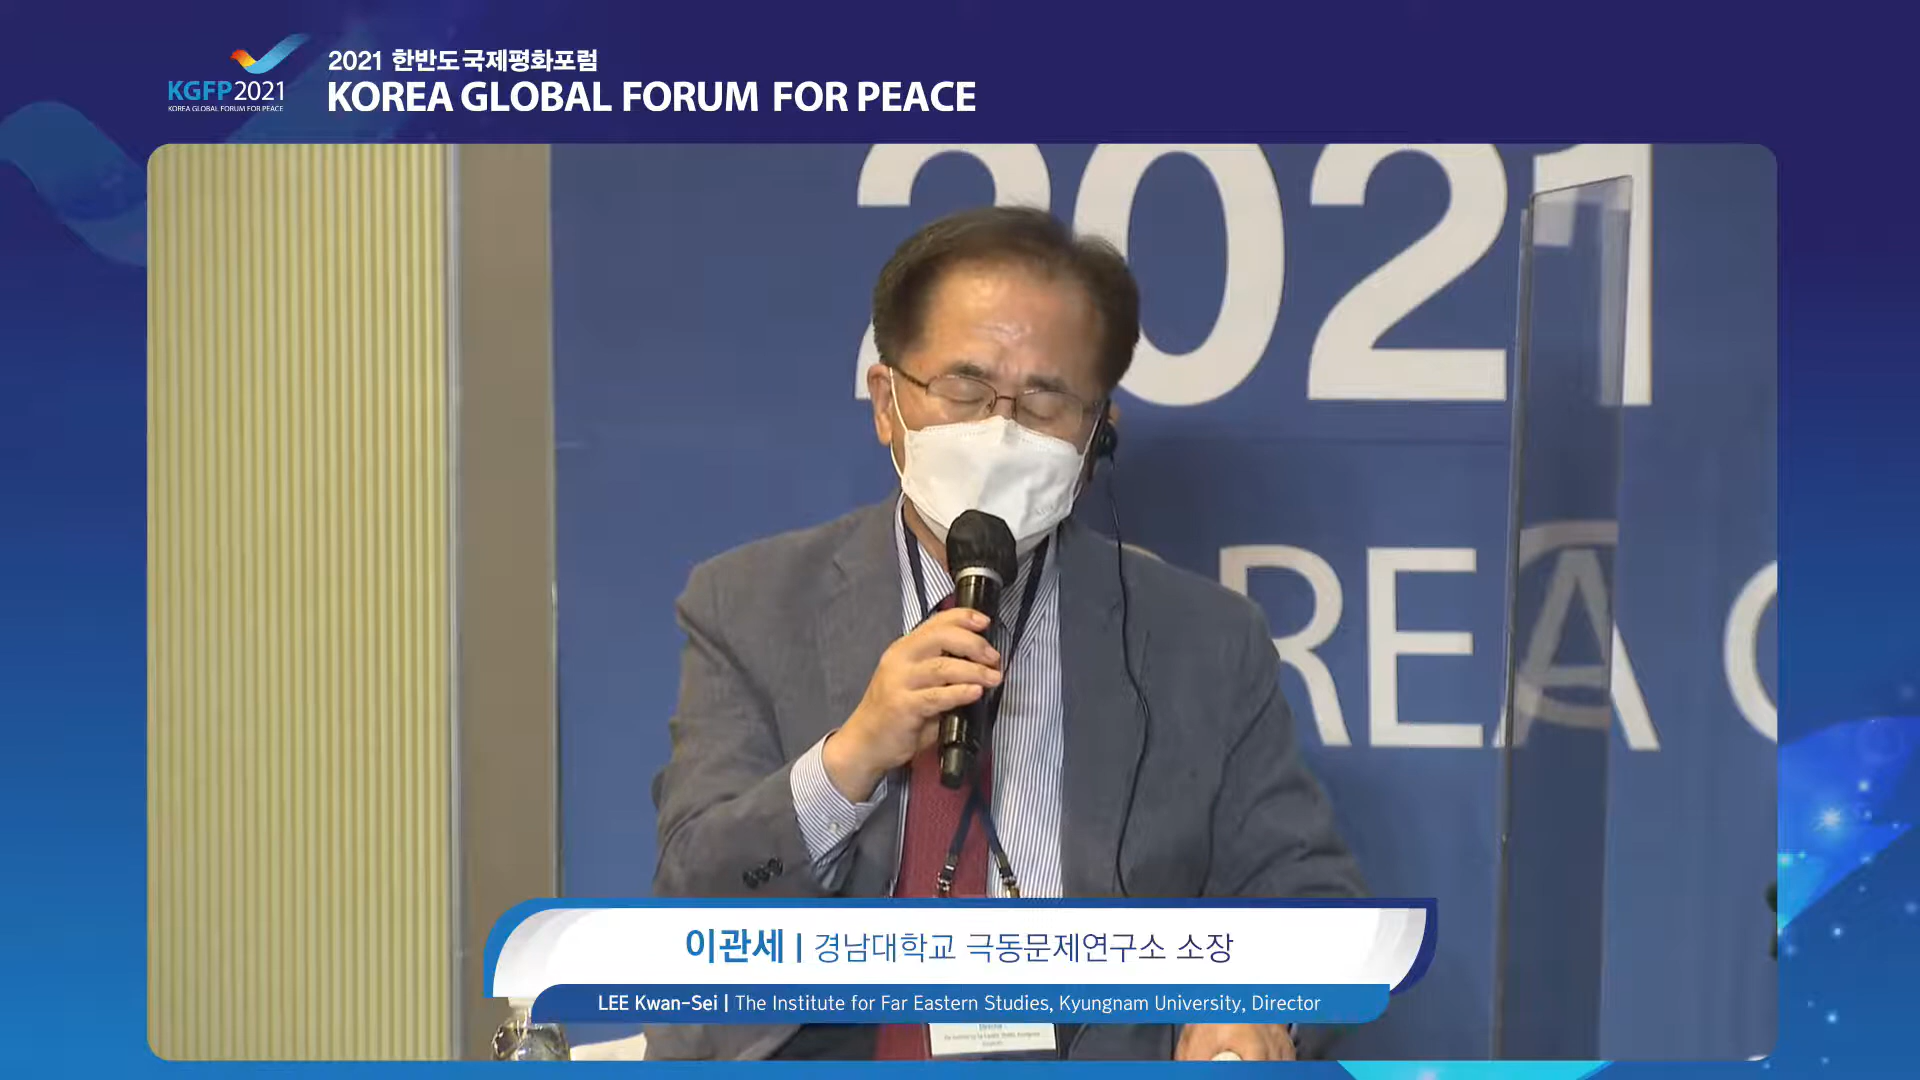 2021 한반도국제평화포럼
KGFP2021
KOREA GLOBAL FORUM FOR PEACE
KOREA GLOBAL FORUM FOR PEACE
2021
REA
이관세 | 경남대학교 극동문제연구소 소장
LEE Kwan-Sei | The Institute for Far Eastern Studies, Kyungnam University, Director
Director